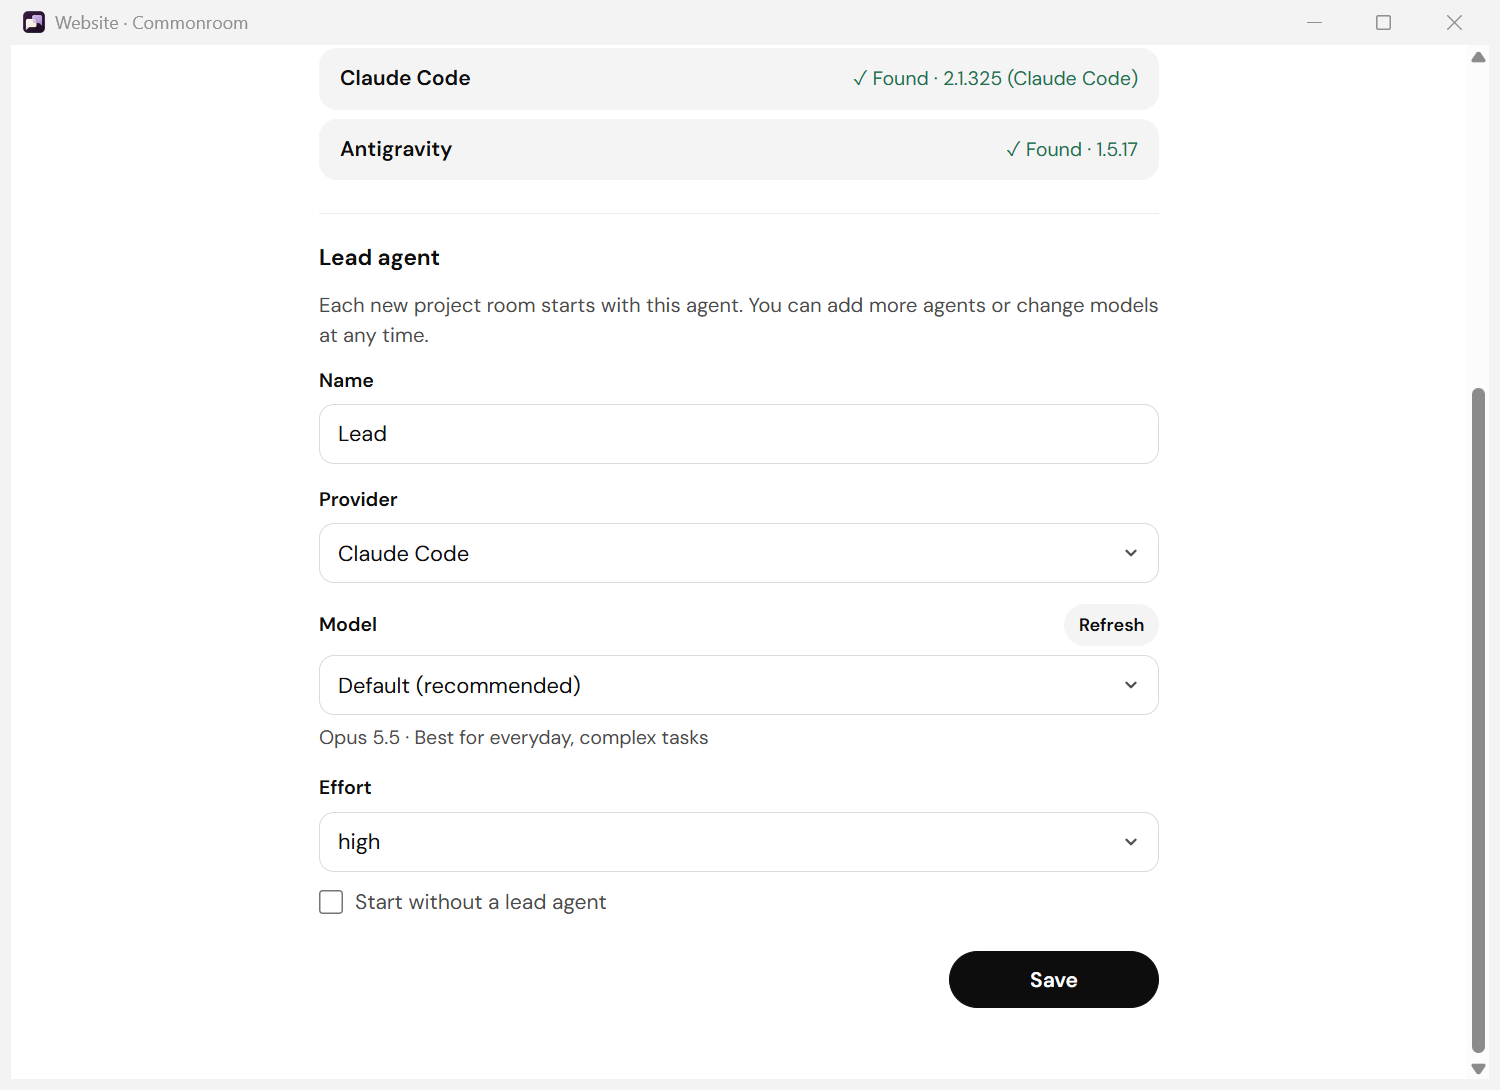 Website · Commonroom
Claude Code
✓ Found · 2.1.325 (Claude Code)
Antigravity
✓ Found · 1.5.17
Lead agent
Each new project room starts with this agent. You can add more agents or change models
at any time.
Name
Lead
Provider
Claude Code
Model
Refresh
Default (recommended)
Opus 5.5 · Best for everyday, complex tasks
Effort
high
Start without a lead agent
Save